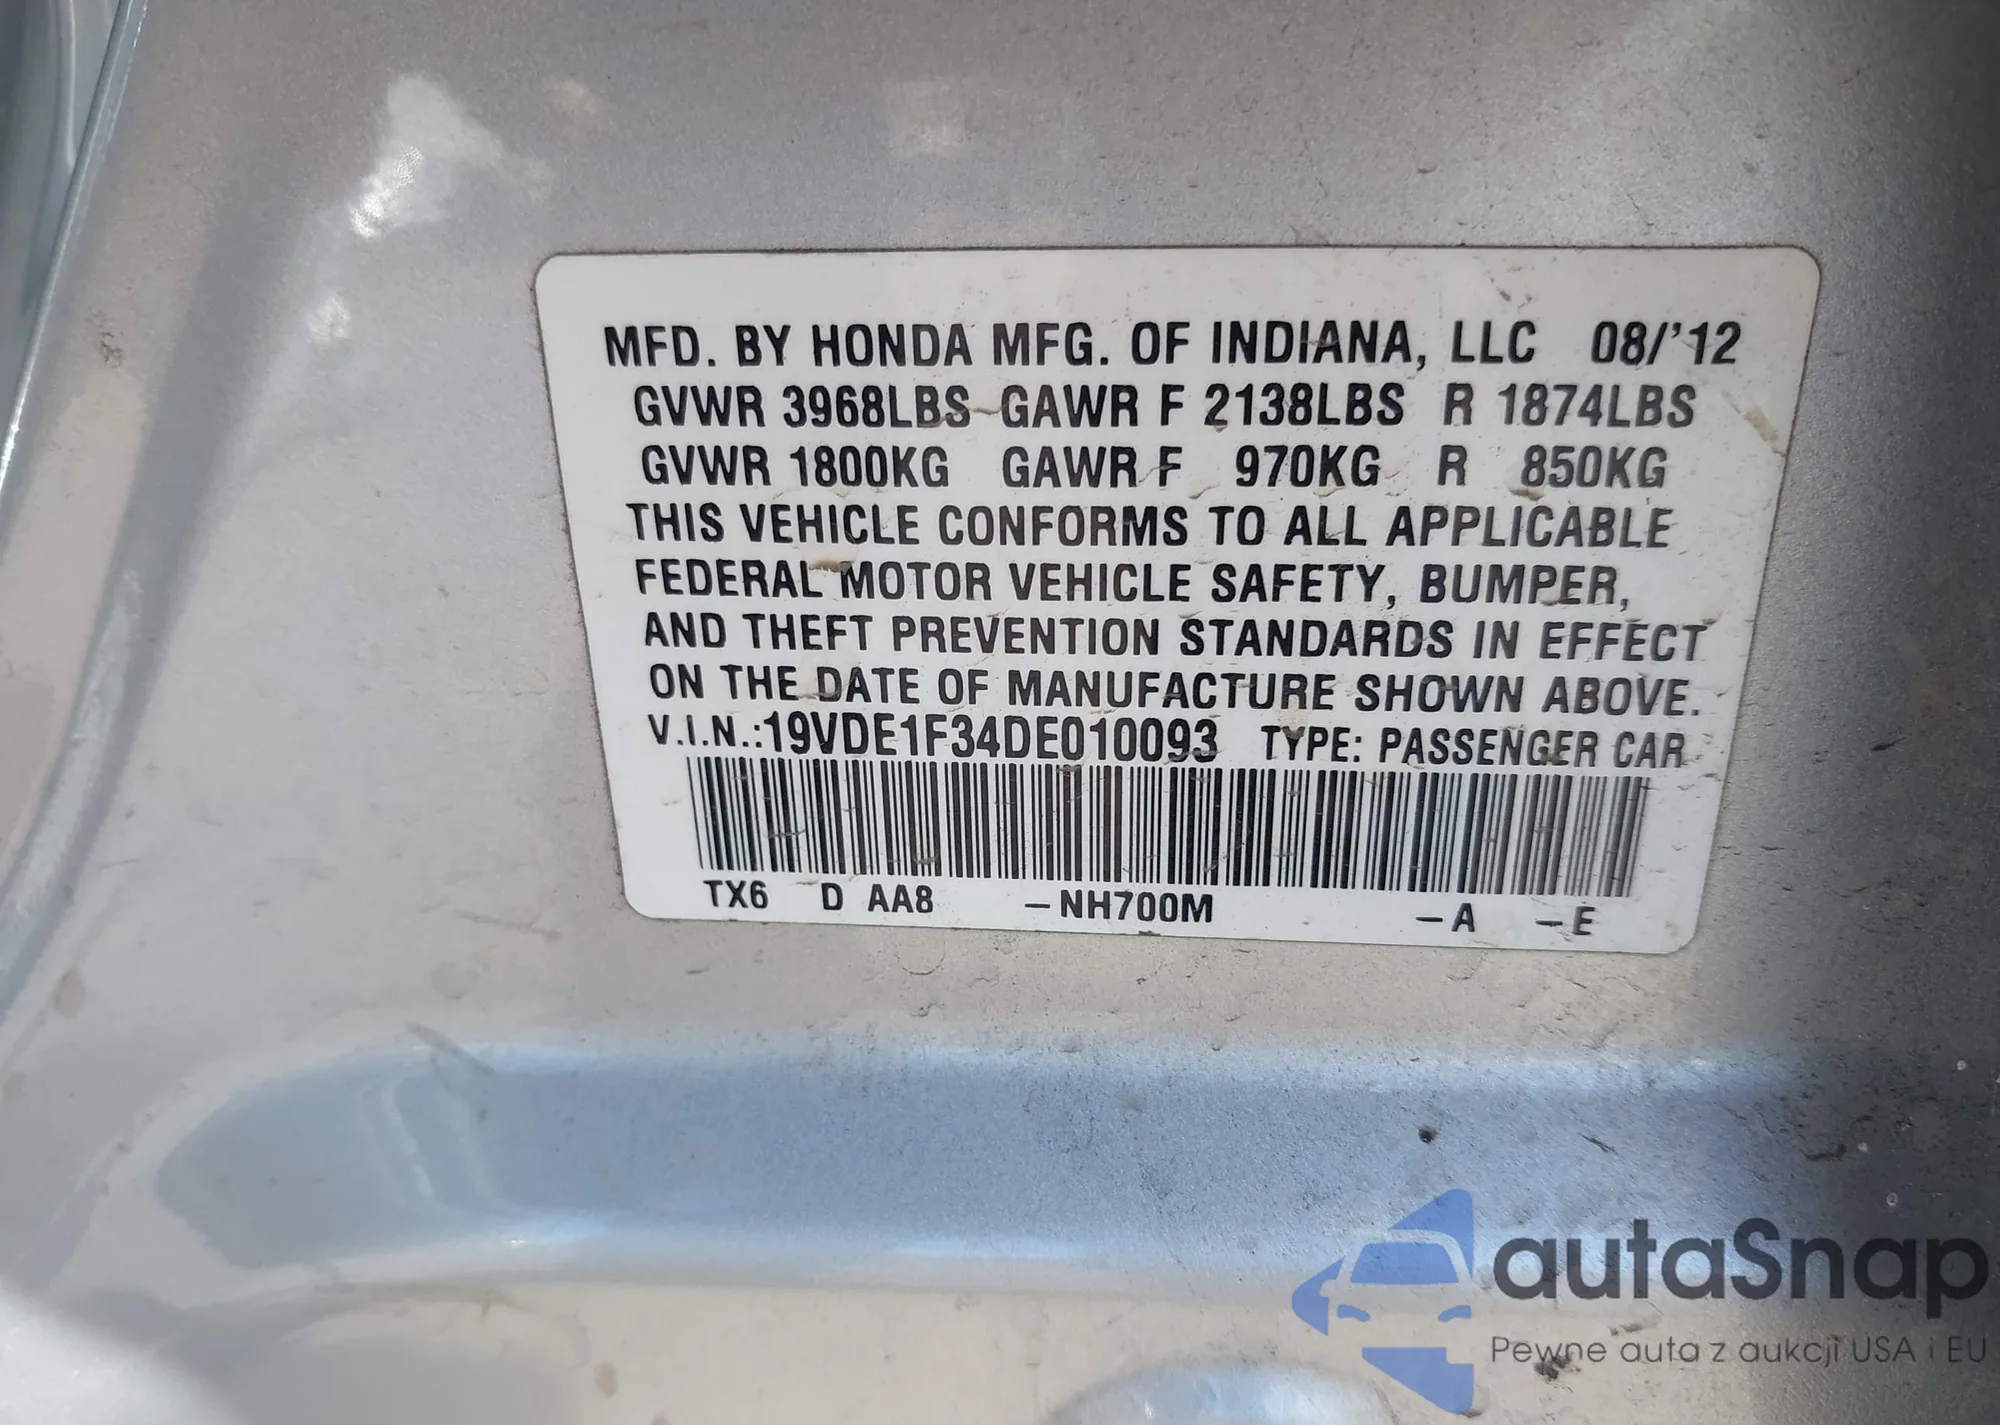 MFD. BY HONDA MFG. OF INDIANA, LLC 08/'12
GVWR 3968LBS GAWR F 2138LBS R 1874LBS
GVWR 1800KG GAWR F 970KG R 850KG
THIS VEHICLE CONFORMS TO ALL APPLICABLE
FEDERAL MOTOR VEHICLE SAFETY, BUMPER,
AND THEFT PREVENTION STANDARDS IN EFFECT
ON THE DATE OF MANUFACTURE SHOWN ABOVE.
V.I.N.:19VDE1F34DE010093 TYPE: PASSENGER CAR
TX6 D AA8 –NH700M –A –E
autaSnap
Pewne auta z aukcji USA i EU